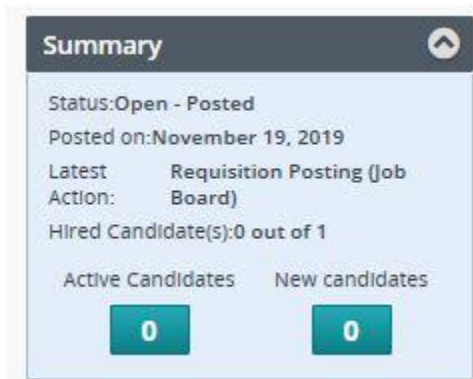 Summary
Status:Open - Posted
Posted on:November 19, 2019
Latest Requisition Posting (Job
Action: Board)
Hired Candidate(s):0 out of 1
Active Candidates New candidates
0 0